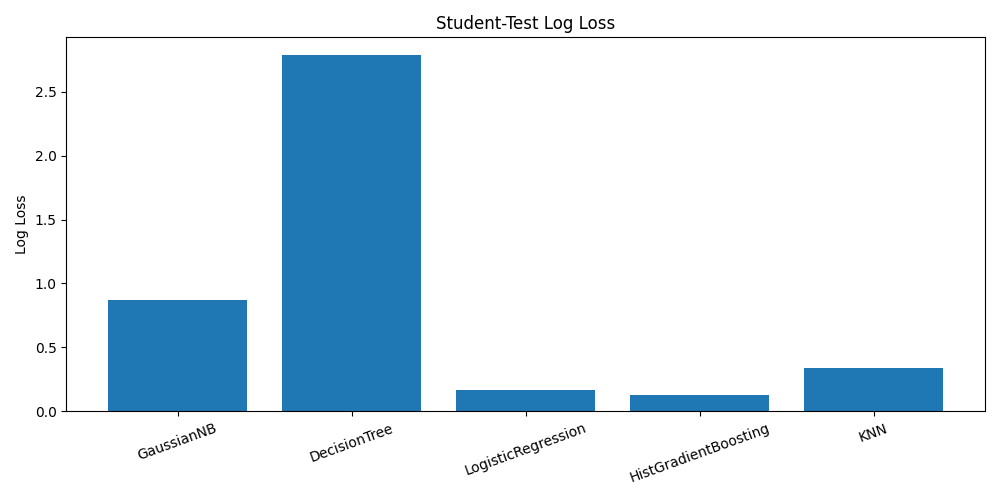 Student-Test Log Loss
Log Loss
2.5
2.0
1.5
1.0
0.5
0.0
GaussianNB
DecisionTree
LogisticRegression
HistGradientBoosting
KNN